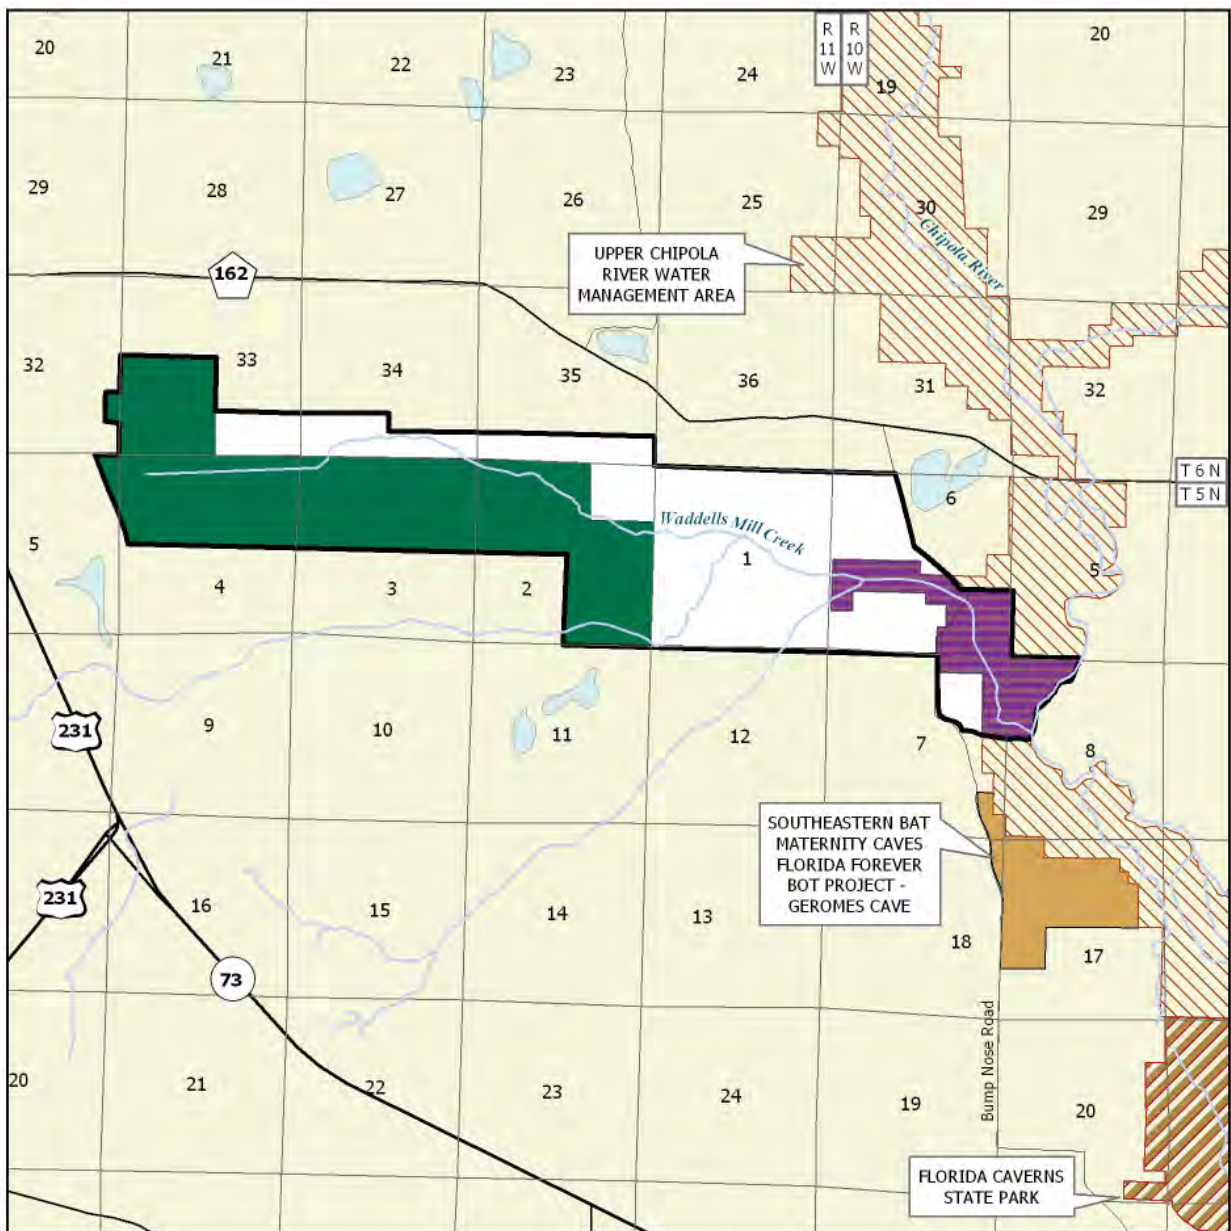 20
21
22
23
24
R
11
W
R
10
W
19
20
29
28
27
26
25
30
29
Chipola River
UPPER CHIPOLA
RIVER WATER
MANAGEMENT AREA
162
32
33
34
35
36
31
32
T 6 N
T 5 N
6
Waddells Mill Creek
5
4
3
2
1
5
231
9
10
11
12
7
8
SOUTHEASTERN BAT
MATERNITY CAVES
FLORIDA FOREVER
BOT PROJECT -
GEROMES CAVE
231
16
15
14
13
18
17
73
Bump Nose Road
20
21
22
23
24
19
20
FLORIDA CAVERNS
STATE PARK